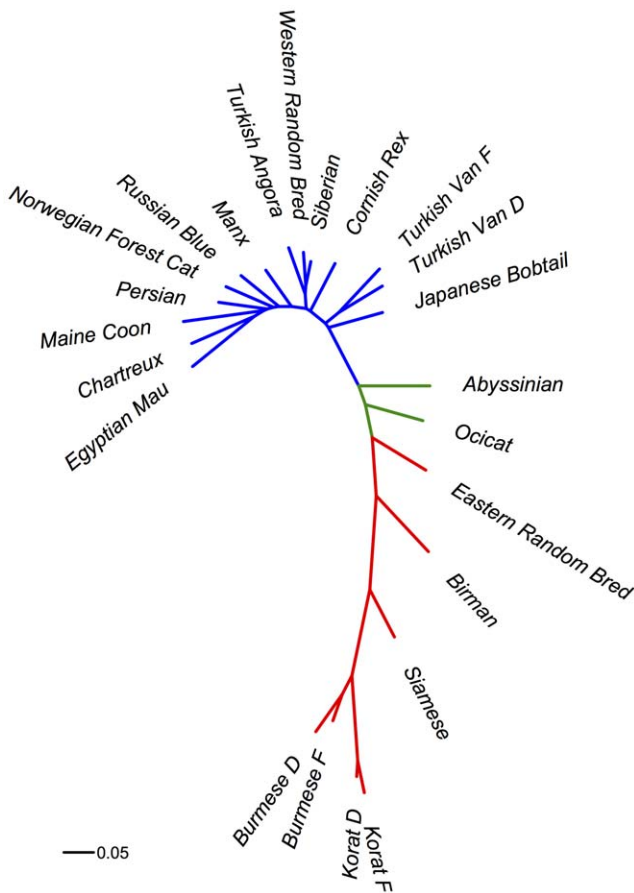 Western Random Bred
Turkish Angora
Siberian
Cornish Rex
Turkish Van F
Turkish Van D
Japanese Bobtail
Manx
Russian Blue
Norwegian Forest Cat
Persian
Maine Coon
Chartreux
Egyptian Mau
Abyssinian
Ocicat
Eastern Random Bred
Birman
Siamese
Burmese D
Burmese F
Korat D
Korat F
0.05